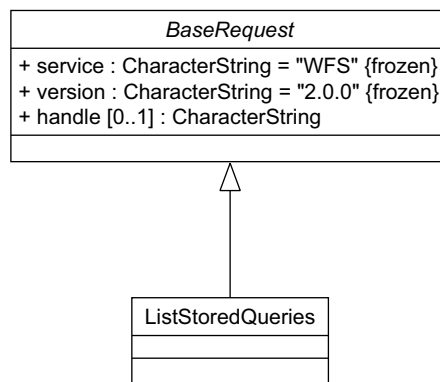 BaseRequest
+ service : CharacterString = "WFS" {frozen}
+ version : CharacterString = "2.0.0" {frozen}
+ handle [0..1] : CharacterString
ListStoredQueries